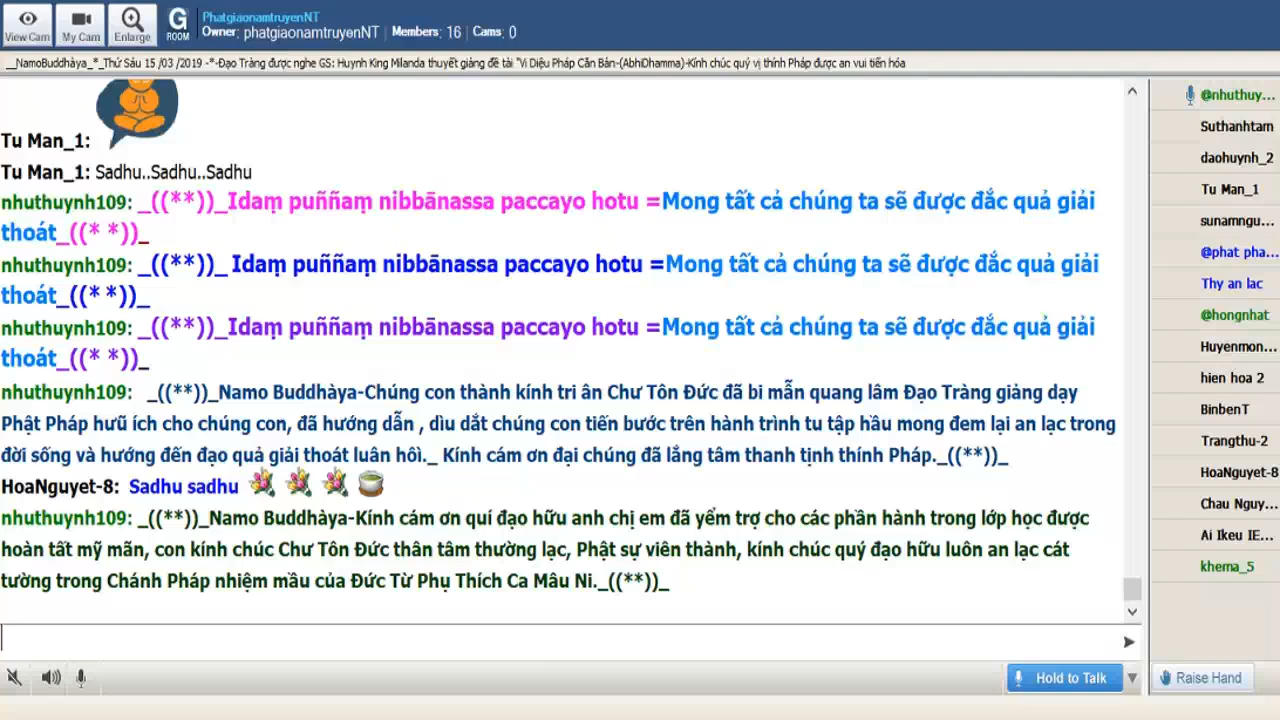 View Cam
My Cam
Enlarge
G
ROOM
PhatgiaonamtruyenNT
Owner: phatgiaonamtruyenNT | Members: 16 | Cams: 0
__NamoBuddhàya_*_Thứ Sáu 15 /03 /2019 -*-Đạo Tràng được nghe GS: Huynh King Milanda thuyết giảng đề tài "Vi Diệu Pháp Căn Bản-(AbhiDhamma)-Kính chúc quý vị thính Pháp được an vui tiến hóa
Tu Man_1:
Tu Man_1: Sadhu..Sadhu..Sadhu
nhuthuynh109: _((**))_Idaṃ puññaṃ nibbānassa paccayo hotu =Mong tất cả chúng ta sẽ được đắc quả giải
thoát_((* *))_
nhuthuynh109: _((**))_ Idaṃ puññaṃ nibbānassa paccayo hotu =Mong tất cả chúng ta sẽ được đắc quả giải
thoát_((* *))_
nhuthuynh109: _((**))_Idaṃ puññaṃ nibbānassa paccayo hotu =Mong tất cả chúng ta sẽ được đắc quả giải
thoát_((* *))_
nhuthuynh109: _((**))_Namo Buddhàya-Chúng con thành kính tri ân Chư Tôn Đức đã bi mẫn quang lâm Đạo Tràng giảng dạy
Phật Pháp hưũ ích cho chúng con, đã hướng dẫn , dìu dắt chúng con tiến bước trên hành trình tu tập hầu mong đem lại an lạc trong
đời sống và hướng đến đạo quả giải thoát luân hồi._ Kính cám ơn đại chúng đã lắng tâm thanh tịnh thính Pháp._((**))_
HoaNguyet-8: Sadhu sadhu
nhuthuynh109: _((**))_Namo Buddhàya-Kính cám ơn quí đạo hữu anh chị em đã yểm trợ cho các phần hành trong lớp học được
hoàn tất mỹ mãn, con kính chúc Chư Tôn Đức thân tâm thường lạc, Phật sự viên thành, kính chúc quý đạo hữu luôn an lạc cát
tường trong Chánh Pháp nhiệm mầu của Đức Từ Phụ Thích Ca Mâu Ni._((**))_
@nhuthuy...
Suthanhtam
daohuynh_2
Tu Man_1
sunamngu...
@phat pha...
Thy an lac
@hongnhat
Huyenmon...
hien hoa 2
BinbenT
Trangthu-2
HoaNguyet-8
Chau Nguy...
Ai Ikeu IE...
khema_5
Hold to Talk
Raise Hand